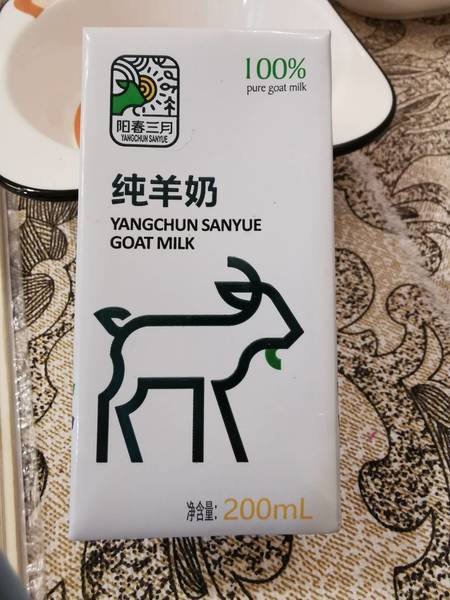 100%
pure goat milk
阳春三月
YANGCHUN SANYUE
纯羊奶
YANGCHUN SANYUE
GOAT MILK
净含量: 200mL